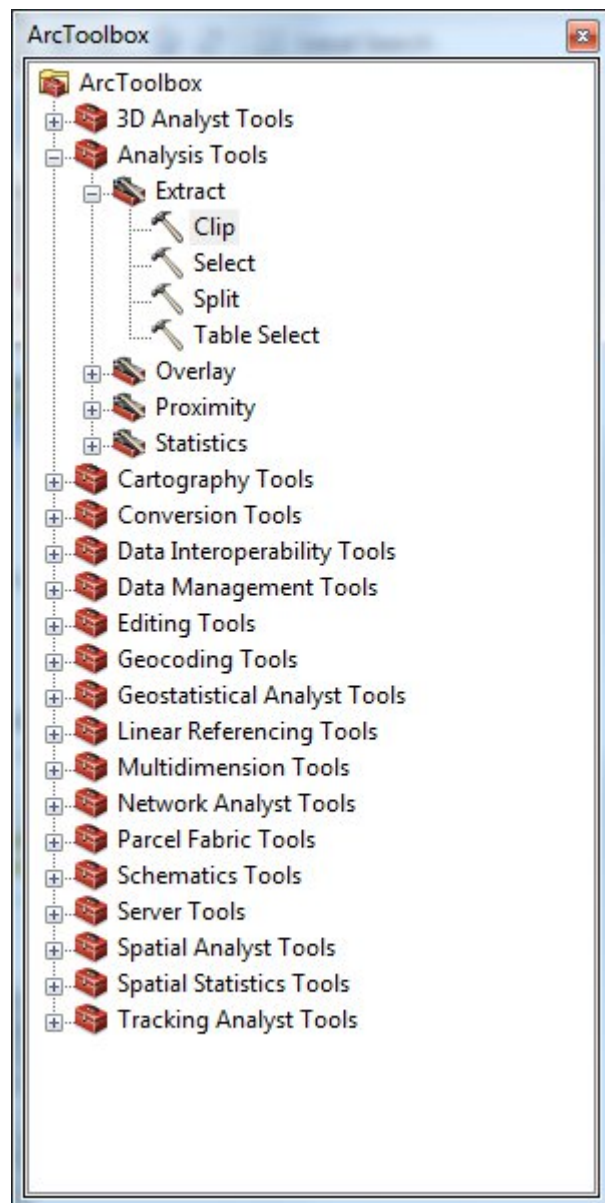 ArcToolbox
ArcToolbox
3D Analyst Tools
Analysis Tools
Extract
Clip
Select
Split
Table Select
Overlay
Proximity
Statistics
Cartography Tools
Conversion Tools
Data Interoperability Tools
Data Management Tools
Editing Tools
Geocoding Tools
Geostatistical Analyst Tools
Linear Referencing Tools
Multidimension Tools
Network Analyst Tools
Parcel Fabric Tools
Schematics Tools
Server Tools
Spatial Analyst Tools
Spatial Statistics Tools
Tracking Analyst Tools